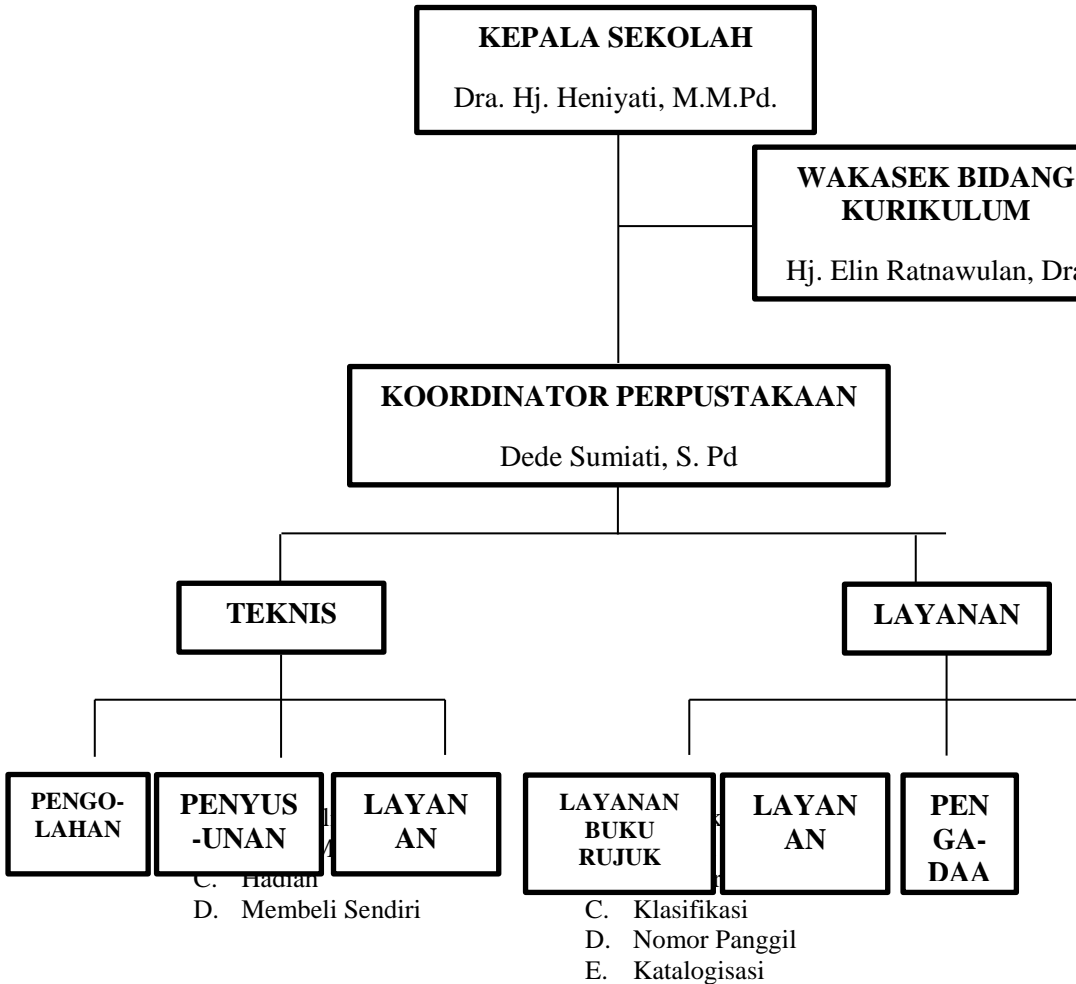 KEPALA SEKOLAH
Dra. Hj. Heniyati, M.M.Pd.
WAKASEK BIDANG
KURIKULUM
Hj. Elin Ratnawulan, Dra
KOORDINATOR PERPUSTAKAAN
Dede Sumiati, S. Pd
TEKNIS
LAYANAN
PENGO-
LAHAN
PENYUS
-UNAN
LAYAN
AN
LAYANAN
BUKU
RUJUK
LAYAN
AN
PEN
GA-
DAA
C. Hadiah
D. Membeli Sendiri
C. Klasifikasi
D. Nomor Panggil
E. Katalogisasi